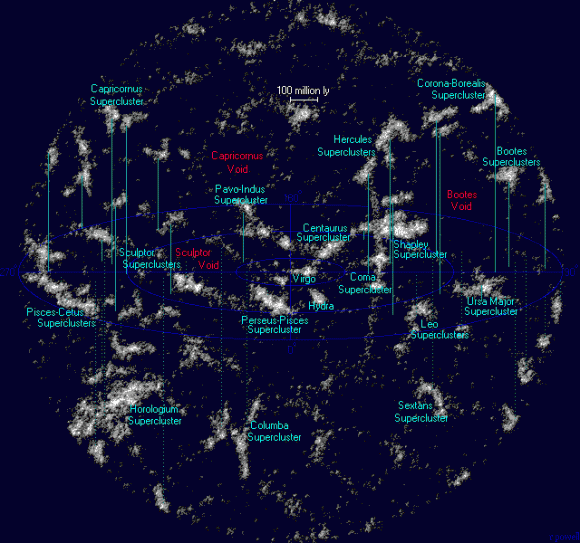 Capricornus
Supercluster
100 million ly
Corona-Borealis
Supercluster
Hercules
Superclusters
Capricornus
Void
Bootes
Superclusters
Pavo-Indus
Supercluster
Bootes
Void
Centaurus
Supercluster
Shapley
Supercluster
Sculptor
Superclusters
Sculptor
Void
Virgo
Coma
Supercluster
Pisces-Cetus
Superclusters
Perseus-Pisces
Supercluster
Hydra
Ursa Major
Supercluster
Leo
Superclusters
Horologium
Supercluster
Columba
Supercluster
Sextans
Supercluster